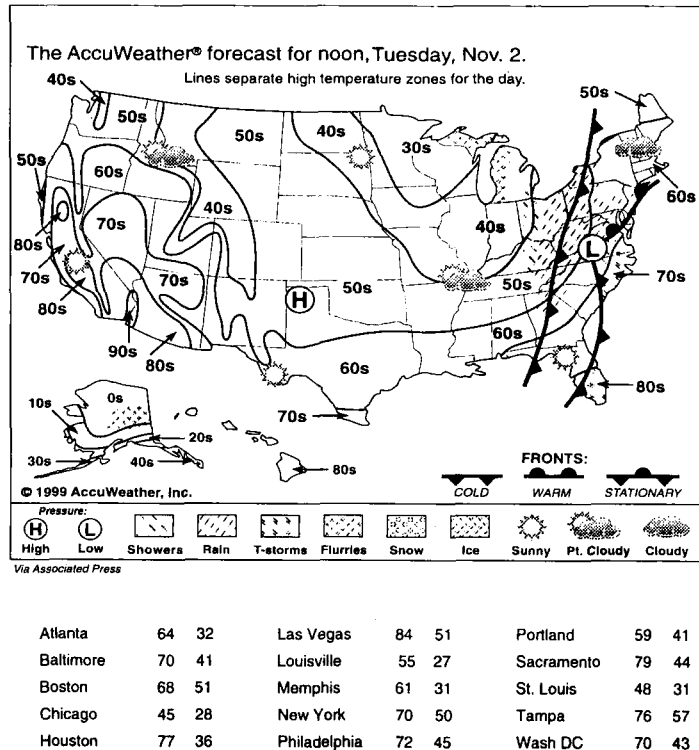 The AccuWeather® forecast for noon, Tuesday, Nov. 2.
Lines separate high temperature zones for the day.
40s
50s
50s
50s
40s
30s
50s
60s
50s
60s
40s
40s
80s
70s
70s
80s
70s
90s
80s
H
50s
50s
L
70s
60s
60s
70s
80s
10s
0s
20s
30s
40s
80s
© 1999 AccuWeather, Inc.
FRONTS:
COLD WARM STATIONARY
Pressure:
H L
High Low Showers Rain T-storms Flurries Snow Ice Sunny Pt. Cloudy Cloudy
Via Associated Press
Atlanta 64 32 Las Vegas 84 51 Portland 59 41
Baltimore 70 41 Louisville 55 27 Sacramento 79 44
Boston 68 51 Memphis 61 31 St. Louis 48 31
Chicago 45 28 New York 70 50 Tampa 76 57
Houston 77 36 Philadelphia 72 45 Wash DC 70 43